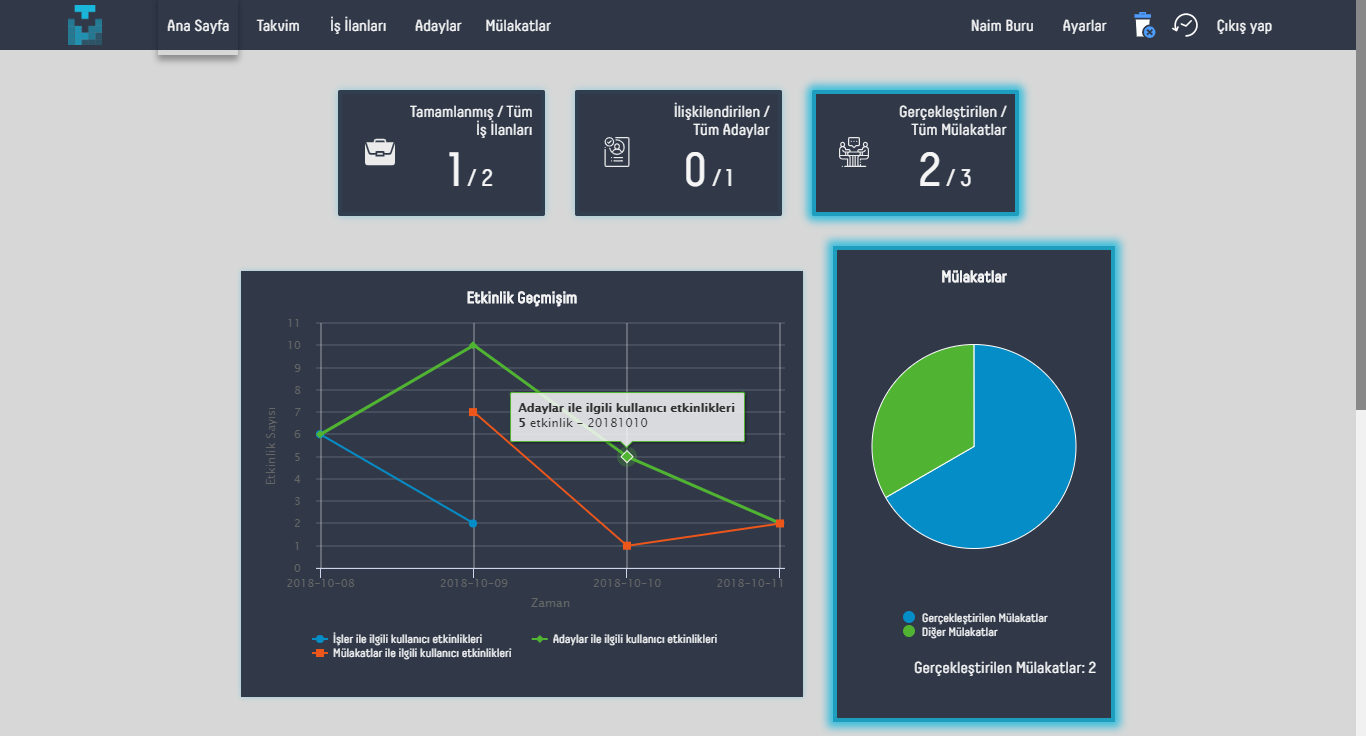 Ana Sayfa
Takvim
İş İlanları
Adaylar
Mülakatlar
Naim Buru
Ayarlar
Çıkış yap
Tamamlanmış / Tüm
İş İlanları
1 / 2
İlişkilendirilen /
Tüm Adaylar
0 / 1
Gerçekleştirilen /
Tüm Mülakatlar
2 / 3
Etkinlik Geçmişim
11
10
9
8
7
6
5
4
3
2
1
0
Etkinlik Sayısı
Adaylar ile ilgili kullanıcı etkinlikleri
5 etkinlik - 20181010
2018-10-08
2018-10-09
2018-10-10
2018-10-11
Zaman
İşler ile ilgili kullanıcı etkinlikleri
Adaylar ile ilgili kullanıcı etkinlikleri
Mülakatlar ile ilgili kullanıcı etkinlikleri
Mülakatlar
Gerçekleştirilen Mülakatlar
Diğer Mülakatlar
Gerçekleştirilen Mülakatlar: 2